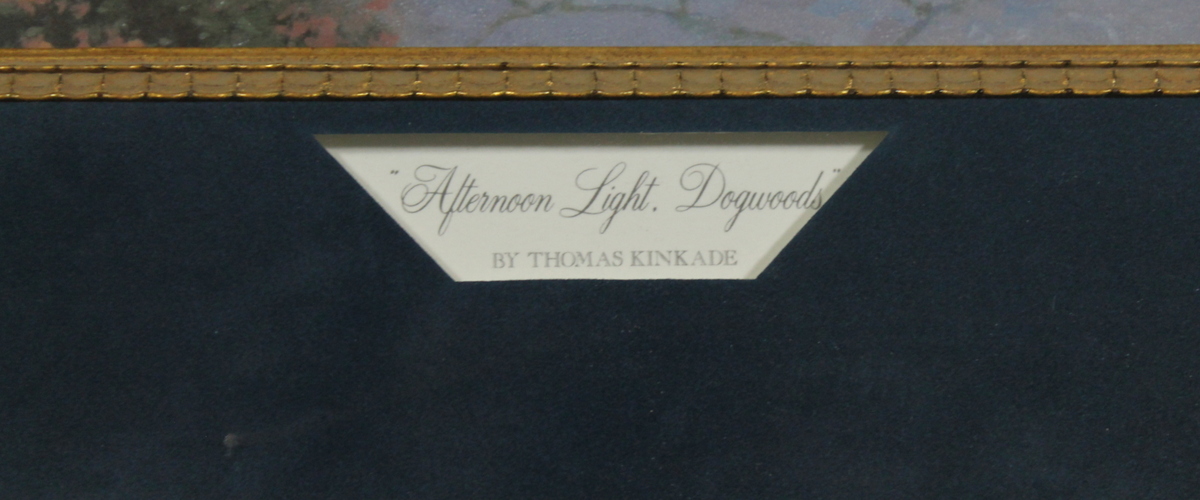 "Afternoon Light, Dogwoods"
BY THOMAS KINKADE